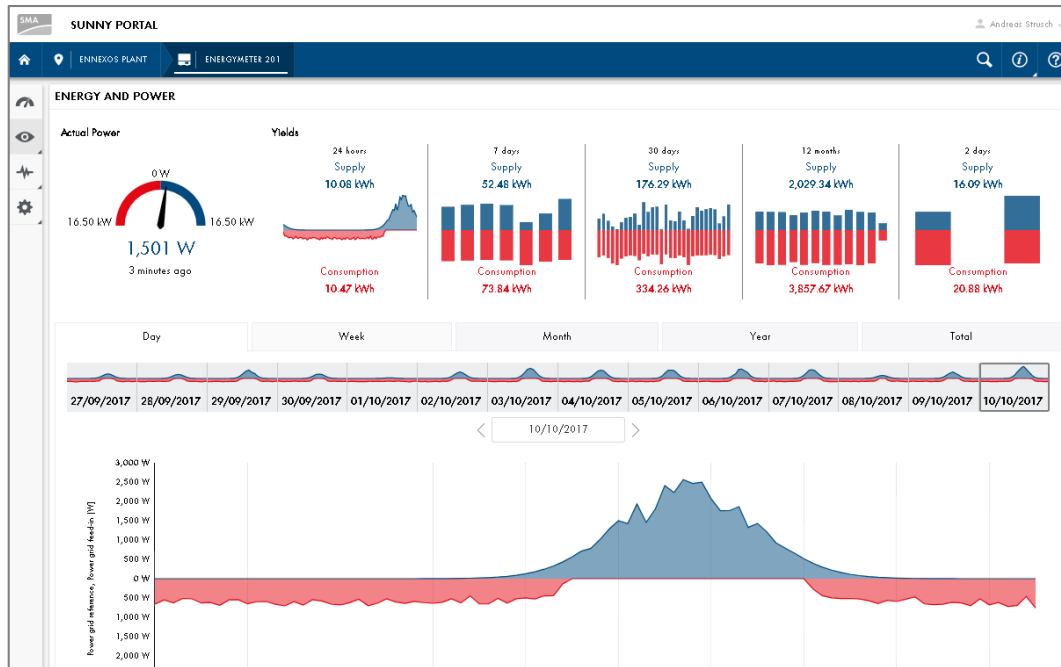 SMA
SUNNY PORTAL
Andreas Strusch
ENNEXOS PLANT
ENERGYMETER 201
ENERGY AND POWER
Actual Power
Yields
0 W
16.50 kW
16.50 kW
1,501 W
3 minutes ago
24 hours
Supply
10.08 kWh
Consumption
10.47 kWh
7 days
Supply
52.48 kWh
Consumption
73.84 kWh
30 days
Supply
176.29 kWh
Consumption
334.26 kWh
12 months
Supply
2,029.34 kWh
Consumption
3,857.67 kWh
2 days
Supply
16.09 kWh
Consumption
20.88 kWh
Day
Week
Month
Year
Total
27/09/2017
28/09/2017
29/09/2017
30/09/2017
01/10/2017
02/10/2017
03/10/2017
04/10/2017
05/10/2017
06/10/2017
07/10/2017
08/10/2017
09/10/2017
10/10/2017
10/10/2017
Power grid reference, Power grid feed-in [W]
3,000 W
2,500 W
2,000 W
1,500 W
1,000 W
500 W
0 W
500 W
1,000 W
1,500 W
2,000 W